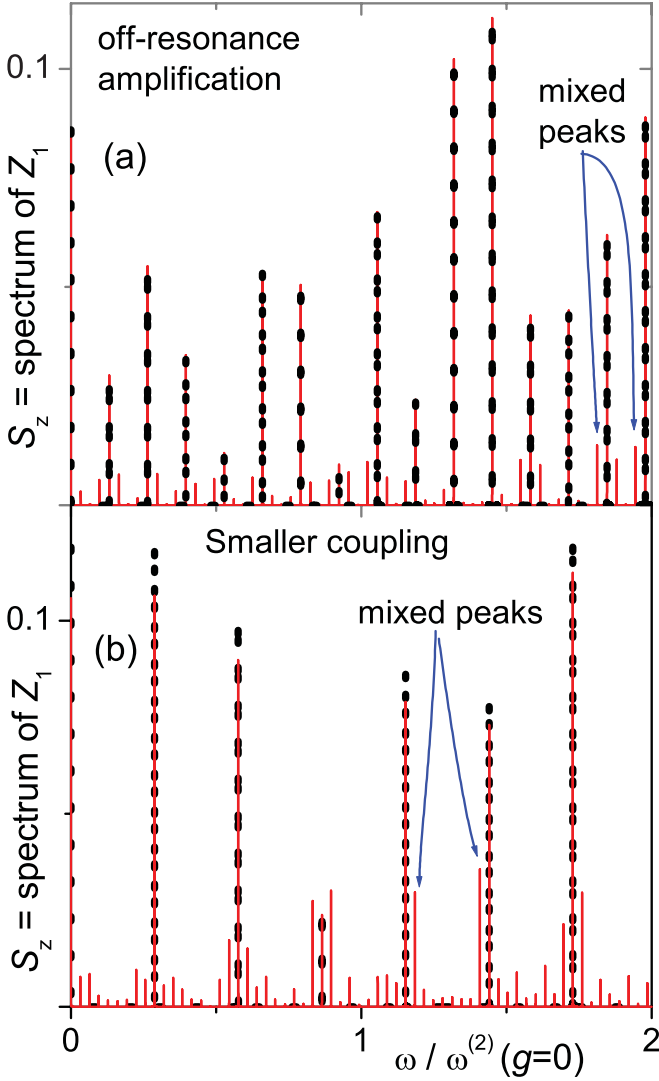 off-resonance
amplification
0.1
mixed
peaks
(a)
S_z = spectrum of Z_1
Smaller coupling
0.1
mixed peaks
(b)
S_z = spectrum of Z_1
0
1
2
ω / ω^(2) (g=0)